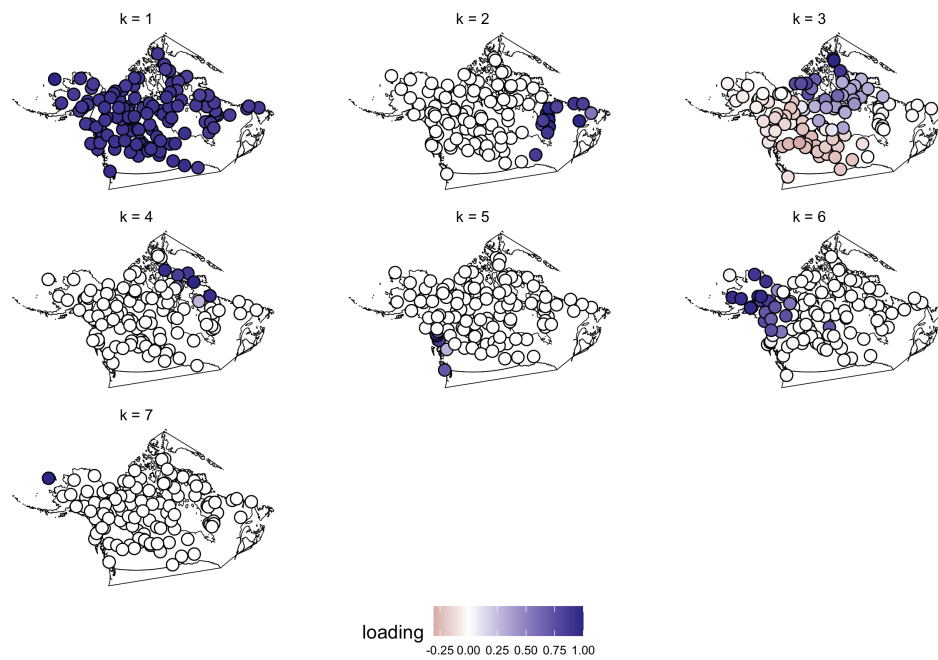 k = 1 k = 2 k = 3
k = 4 k = 5 k = 6
k = 7
loading
-0.25 0.00 0.25 0.50 0.75 1.00